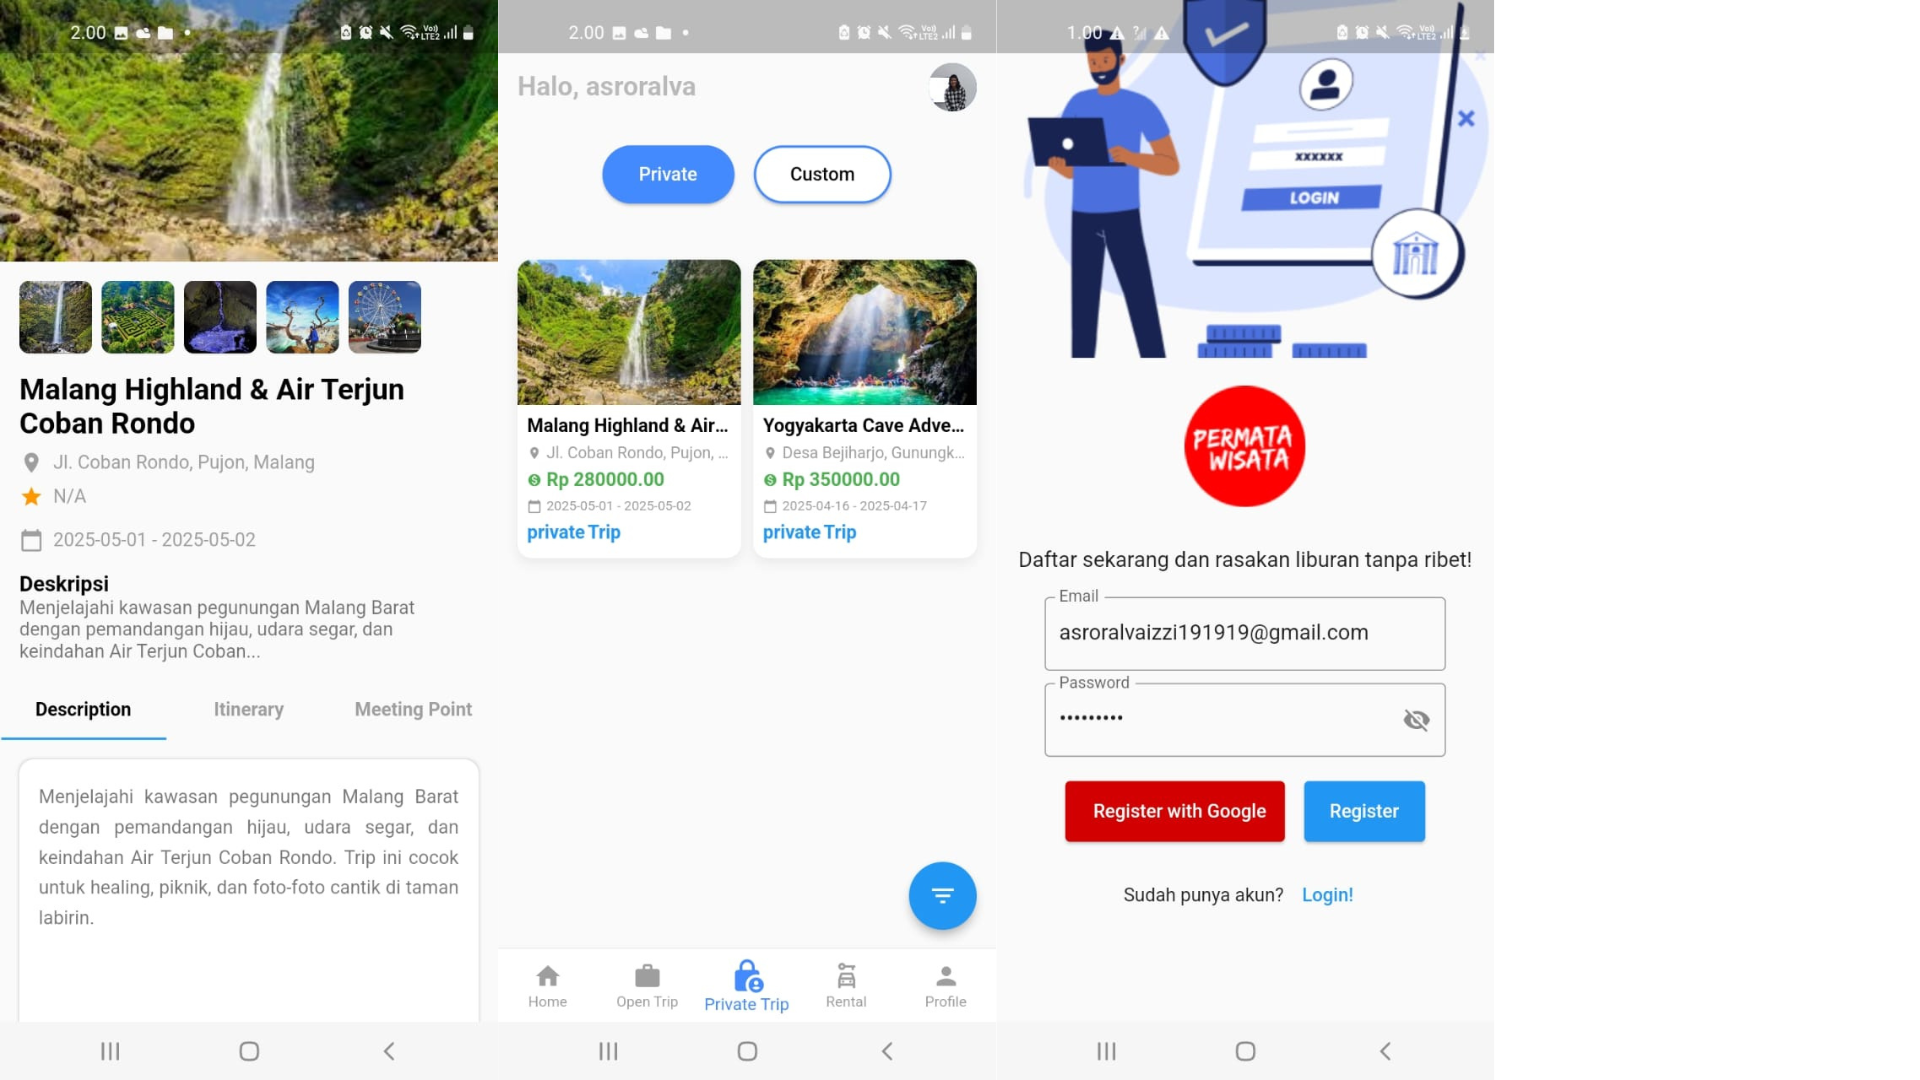 2.00
Vo)) LTE2
Malang Highland & Air Terjun
Coban Rondo
Jl. Coban Rondo, Pujon, Malang
N/A
2025-05-01 - 2025-05-02
Deskripsi
Menjelajahi kawasan pegunungan Malang Barat
dengan pemandangan hijau, udara segar, dan
keindahan Air Terjun Coban...
Description
Itinerary
Meeting Point
Menjelajahi kawasan pegunungan Malang Barat
dengan pemandangan hijau, udara segar, dan
keindahan Air Terjun Coban Rondo. Trip ini cocok
untuk healing, piknik, dan foto-foto cantik di taman
labirin.
2.00
Vo)) LTE2
Halo, asroralva
Private
Custom
Malang Highland & Air...
Jl. Coban Rondo, Pujon, ...
Rp 280000.00
2025-05-01 - 2025-05-02
private Trip
Yogyakarta Cave Adve...
Desa Bejiharjo, Gunungk...
Rp 350000.00
2025-04-16 - 2025-04-17
private Trip
Home
Open Trip
Private Trip
Rental
Profile
1.00
Vo)) LTE2
xxxxxx
LOGIN
PERMATA
WISATA
Daftar sekarang dan rasakan liburan tanpa ribet!
Email
asroralvaizzi191919@gmail.com
Password
•••••••••
Register with Google
Register
Sudah punya akun? Login!